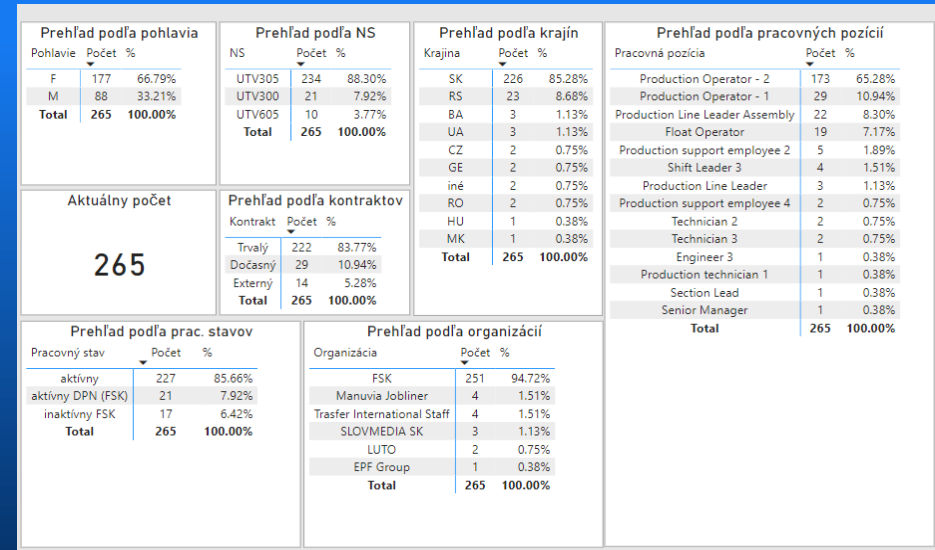 Prehľad podľa pohlavia
Pohlavie Počet %
F 177 66.79%
M 88 33.21%
Total 265 100.00%
Prehľad podľa NS
NS Počet %
UTV305 234 88.30%
UTV300 21 7.92%
UTV605 10 3.77%
Total 265 100.00%
Prehľad podľa krajín
Krajina Počet %
SK 226 85.28%
RS 23 8.68%
BA 3 1.13%
UA 3 1.13%
CZ 2 0.75%
GE 2 0.75%
iné 2 0.75%
RO 2 0.75%
HU 1 0.38%
MK 1 0.38%
Total 265 100.00%
Prehľad podľa pracovných pozícií
Pracovná pozícia Počet %
Production Operator - 2 173 65.28%
Production Operator - 1 29 10.94%
Production Line Leader Assembly 22 8.30%
Float Operator 19 7.17%
Production support employee 2 5 1.89%
Shift Leader 3 4 1.51%
Production Line Leader 3 1.13%
Production support employee 4 2 0.75%
Technician 2 2 0.75%
Technician 3 2 0.75%
Engineer 3 1 0.38%
Production technician 1 1 0.38%
Section Lead 1 0.38%
Senior Manager 1 0.38%
Total 265 100.00%
Aktuálny počet
265
Prehľad podľa kontraktov
Kontrakt Počet %
Trvalý 222 83.77%
Dočasný 29 10.94%
Externý 14 5.28%
Total 265 100.00%
Prehľad podľa prac. stavov
Pracovný stav Počet %
aktívny 227 85.66%
aktívny DPN (FSK) 21 7.92%
inaktívny FSK 17 6.42%
Total 265 100.00%
Prehľad podľa organizácií
Organizácia Počet %
FSK 251 94.72%
Manuvia Jobliner 4 1.51%
Trasfer International Staff 4 1.51%
SLOVMEDIA SK 3 1.13%
LUTO 2 0.75%
EPF Group 1 0.38%
Total 265 100.00%